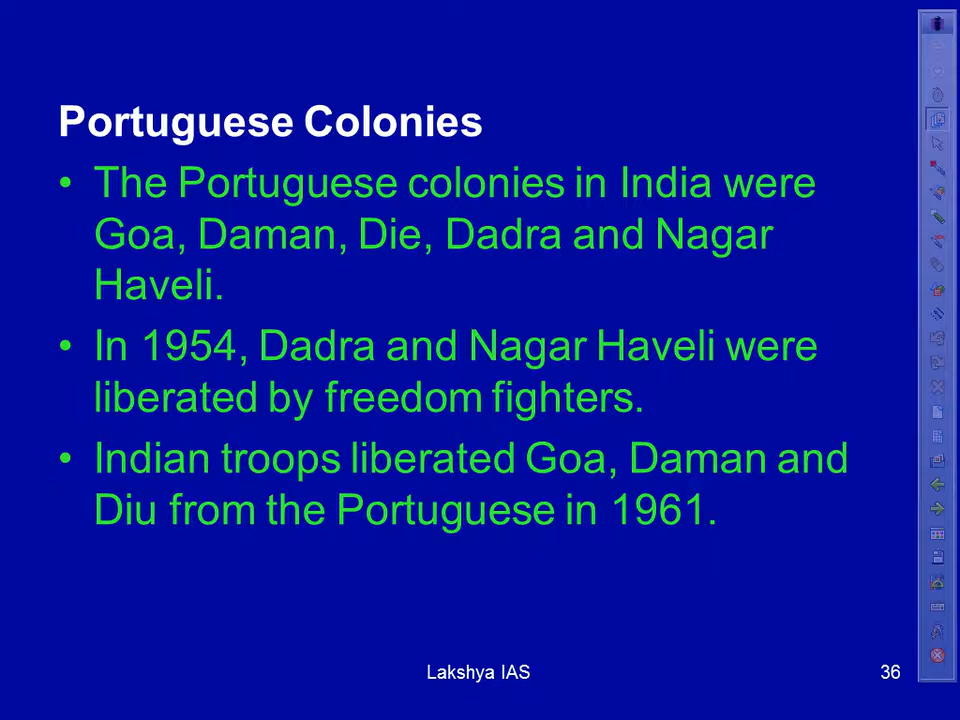 Portuguese Colonies
• The Portuguese colonies in India were
Goa, Daman, Die, Dadra and Nagar
Haveli.
• In 1954, Dadra and Nagar Haveli were
liberated by freedom fighters.
• Indian troops liberated Goa, Daman and
Diu from the Portuguese in 1961.
Lakshya IAS
36